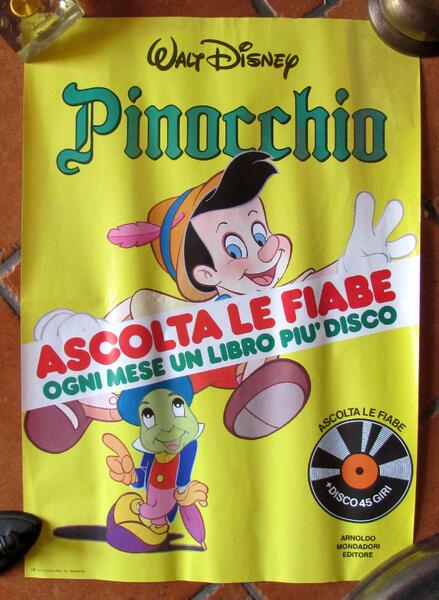 WALT DISNEY
Pinocchio
ASCOLTA LE FIABE
OGNI MESE UN LIBRO PIU' DISCO
ASCOLTA LE FIABE
+ DISCO 45 GIRI
ARNOLDO
MONDADORI
EDITORE